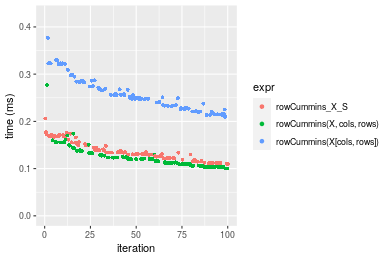 0.4
0.3
0.2
0.1
0.0
time (ms)
0
25
50
75
100
iteration
expr
rowCummins_X_S
rowCummins(X, cols, rows)
rowCummins(X[cols, rows])